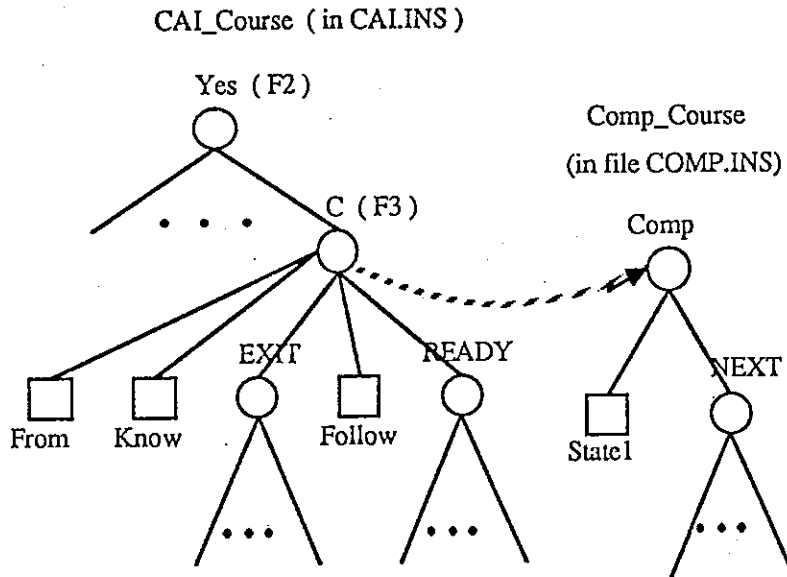 CAI_Course ( in CAI.INS )
Yes ( F2 )
Comp_Course
(in file COMP.INS)
C ( F3 )
Comp
EXIT
READY
NEXT
From
Know
Follow
State1